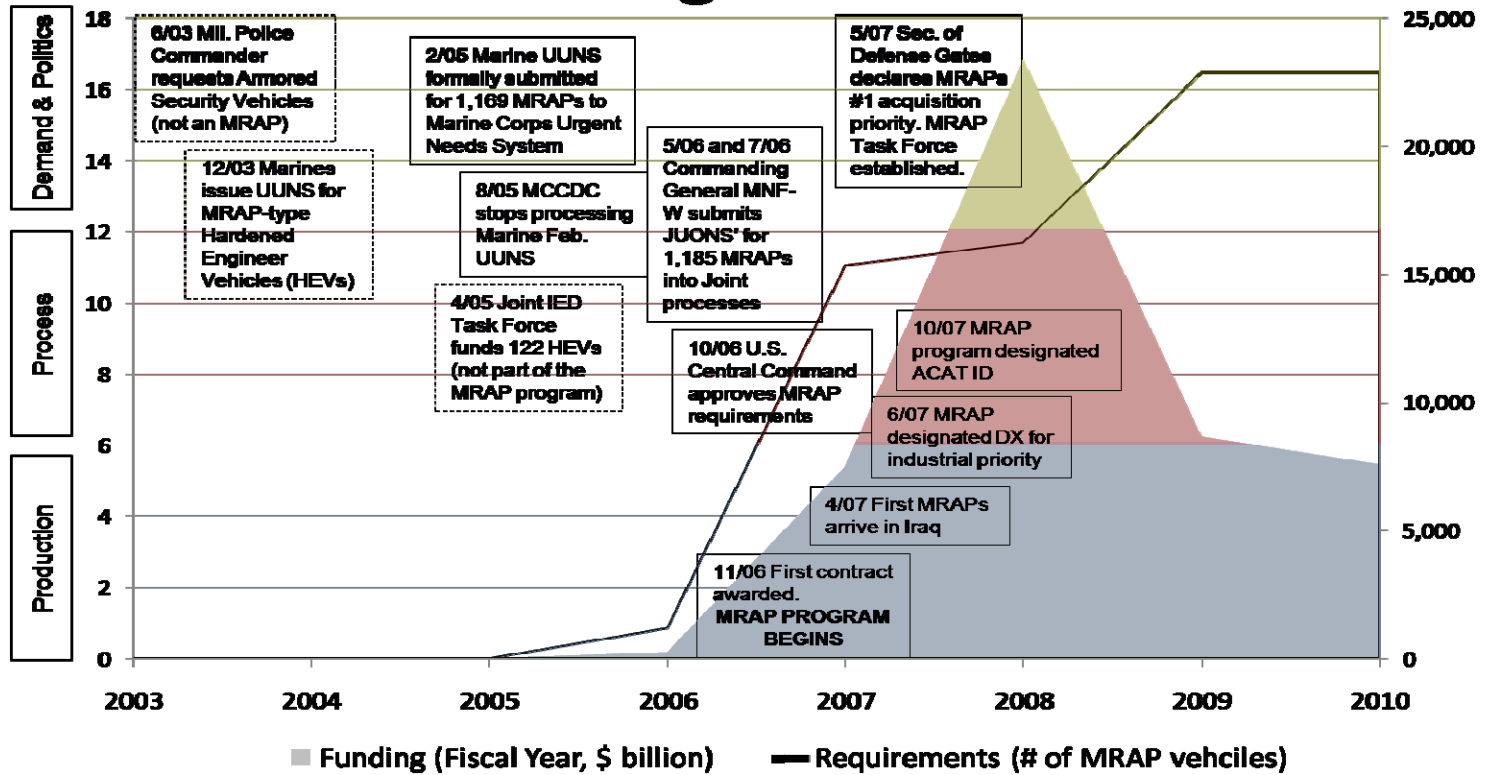 18
16
14
12
10
8
6
4
2
0
Demand & Politics
Process
Production
25,000
20,000
15,000
10,000
5,000
0
6/03 Mil. Police
Commander
requests Armored
Security Vehicles
(not an MRAP)
12/03 Marines
issue UUNS for
MRAP-type
Hardened
Engineer
Vehicles (HEVs)
2/05 Marine UUNS
formally submitted
for 1,169 MRAPs to
Marine Corps Urgent
Needs System
8/05 MCCDC
stops processing
Marine Feb.
UUNS
4/05 Joint IED
Task Force
funds 122 HEVs
(not part of the
MRAP program)
5/06 and 7/06
Commanding
General MNF-
W submits
JUONS' for
1,185 MRAPs
into Joint
processes
10/06 U.S.
Central Command
approves MRAP
requirements
5/07 Sec. of
Defense Gates
declares MRAPs
#1 acquisition
priority. MRAP
Task Force
established.
10/07 MRAP
program designated
ACAT ID
6/07 MRAP
designated DX for
industrial priority
4/07 First MRAPs
arrive in Iraq
11/06 First contract
awarded.
MRAP PROGRAM
BEGINS
2003 2004 2005 2006 2007 2008 2009 2010
Funding (Fiscal Year, $ billion) Requirements (# of MRAP vehciles)